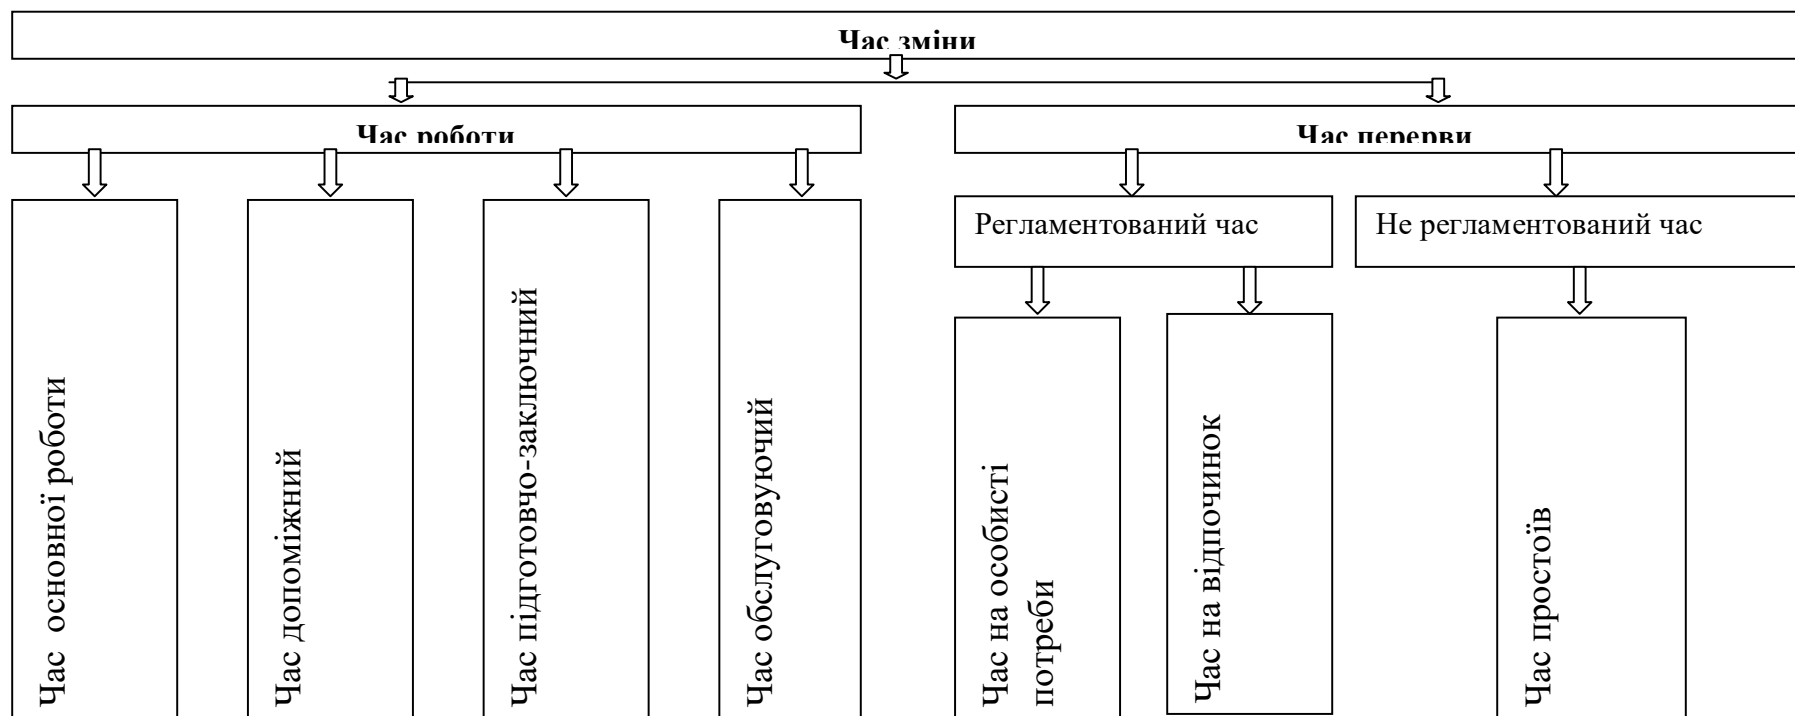 Час зміни
Час роботи
Час перерви
Регламентований час
Не регламентований час
Час основної роботи
Час допоміжний
Час підготовчо-заключний
Час обслуговуючий
Час на особисті
потреби
Час на відпочинок
Час простоїв